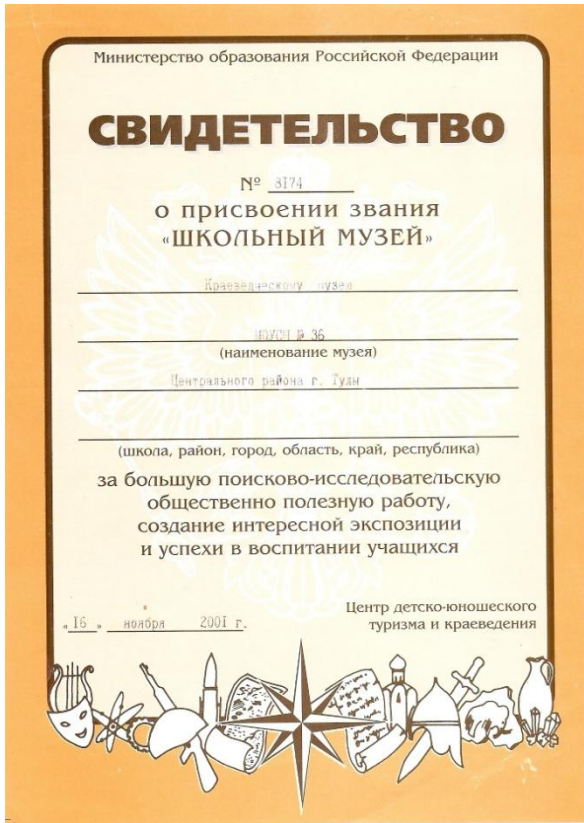 Министерство образования Российской Федерации
СВИДЕТЕЛЬСТВО
№ 8174
о присвоении звания
«ШКОЛЬНЫЙ МУЗЕЙ»
Краеведческому музею
№ 36
(наименование музея)
Центрального района г. Тулы
(школа, район, город, область, край, республика)
за большую поисково-исследовательскую
общественно полезную работу,
создание интересной экспозиции
и успехи в воспитании учащихся
„ 16 „ ноября 2001 г.
Центр детско-юношеского
туризма и краеведения